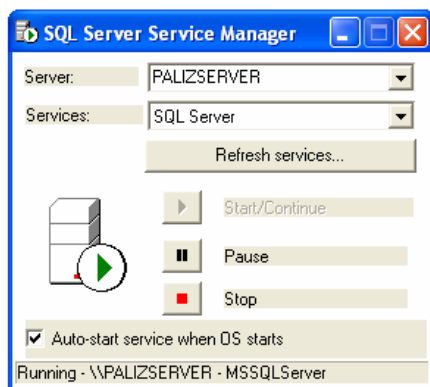 SQL Server Service Manager
Server: PALIZSERVER
Services: SQL Server
Refresh services...
Start/Continue
Pause
Stop
Auto-start service when OS starts
Running - \\PALIZSERVER - MSSQLServer